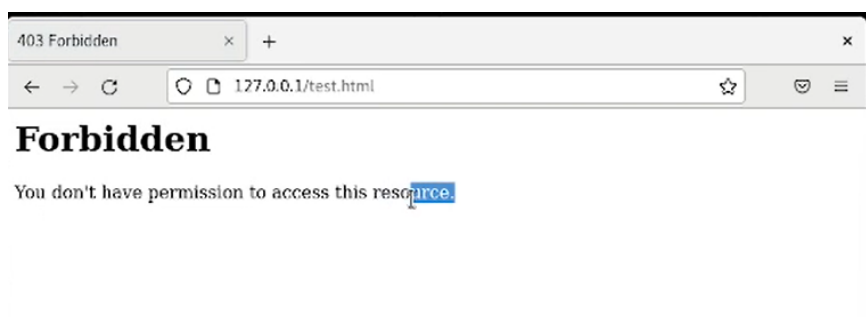 403 Forbidden
127.0.0.1/test.html
Forbidden
You don't have permission to access this resource.